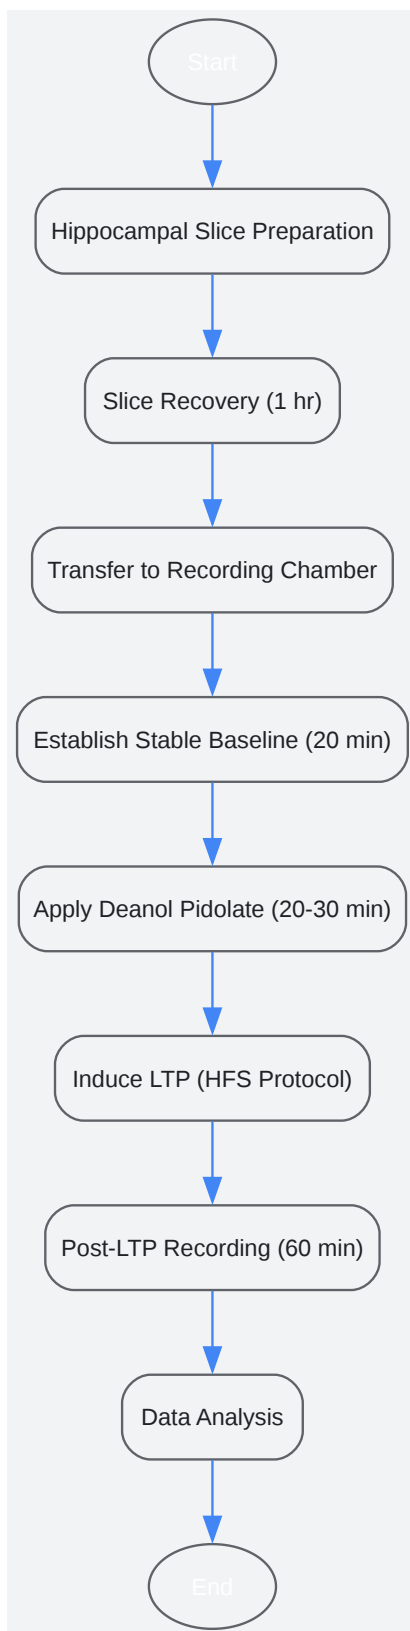 Start
Hippocampal Slice Preparation
Slice Recovery (1 hr)
Transfer to Recording Chamber
Establish Stable Baseline (20 min)
Apply Deanol Pidolate (20-30 min)
Induce LTP (HFS Protocol)
Post-LTP Recording (60 min)
Data Analysis
End